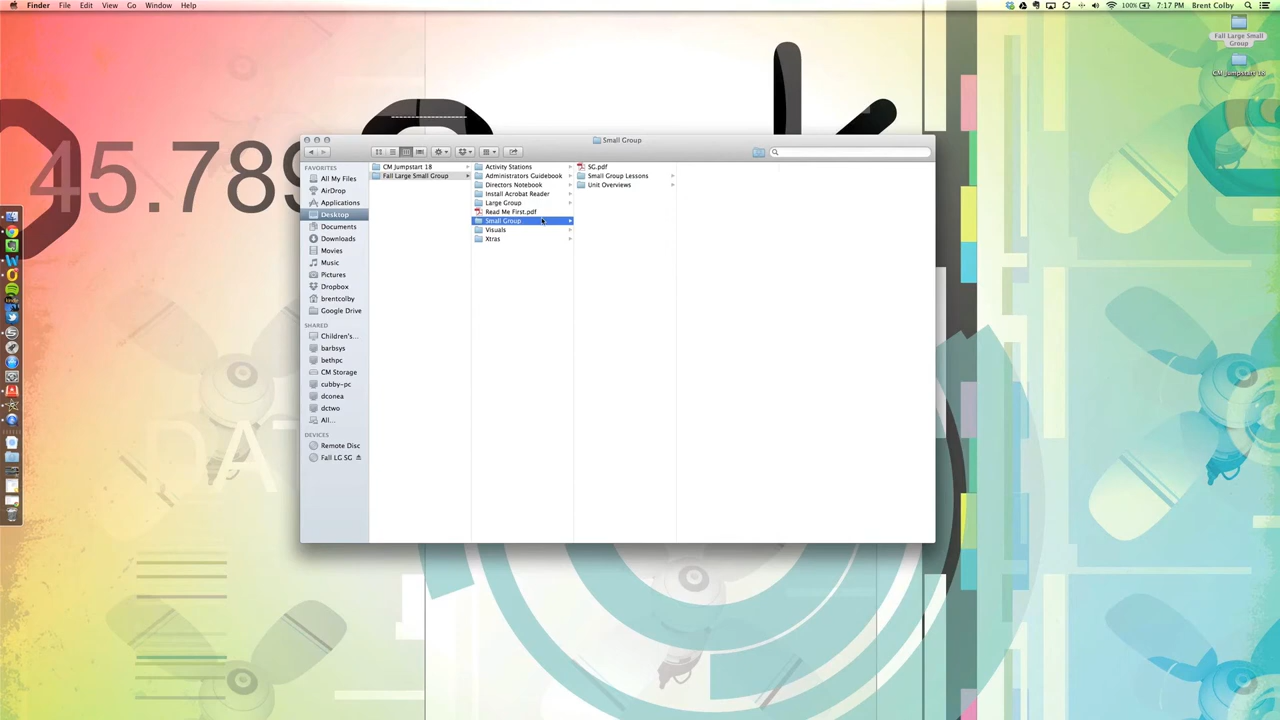 Finder File Edit View Go Window Help
100% 7:17 PM Brent Colby
Fall Large Small
Group
CM Jumpstart 18
45.789
DAT
Small Group
FAVORITES
All My Files
AirDrop
Applications
Desktop
Documents
Downloads
Movies
Music
Pictures
Dropbox
brentcolby
Google Drive
SHARED
Children's...
barbsys
bethpc
CM Storage
cubby-pc
dconea
dctwo
All...
DEVICES
Remote Disc
Fall LG SG
CM Jumpstart 18
Fall Large Small Group
Activity Stations
Administrators Guidebook
Directors Notebook
Install Acrobat Reader
Large Group
Read Me First.pdf
Small Group
Visuals
Xtras
SG.pdf
Small Group Lessons
Unit Overviews